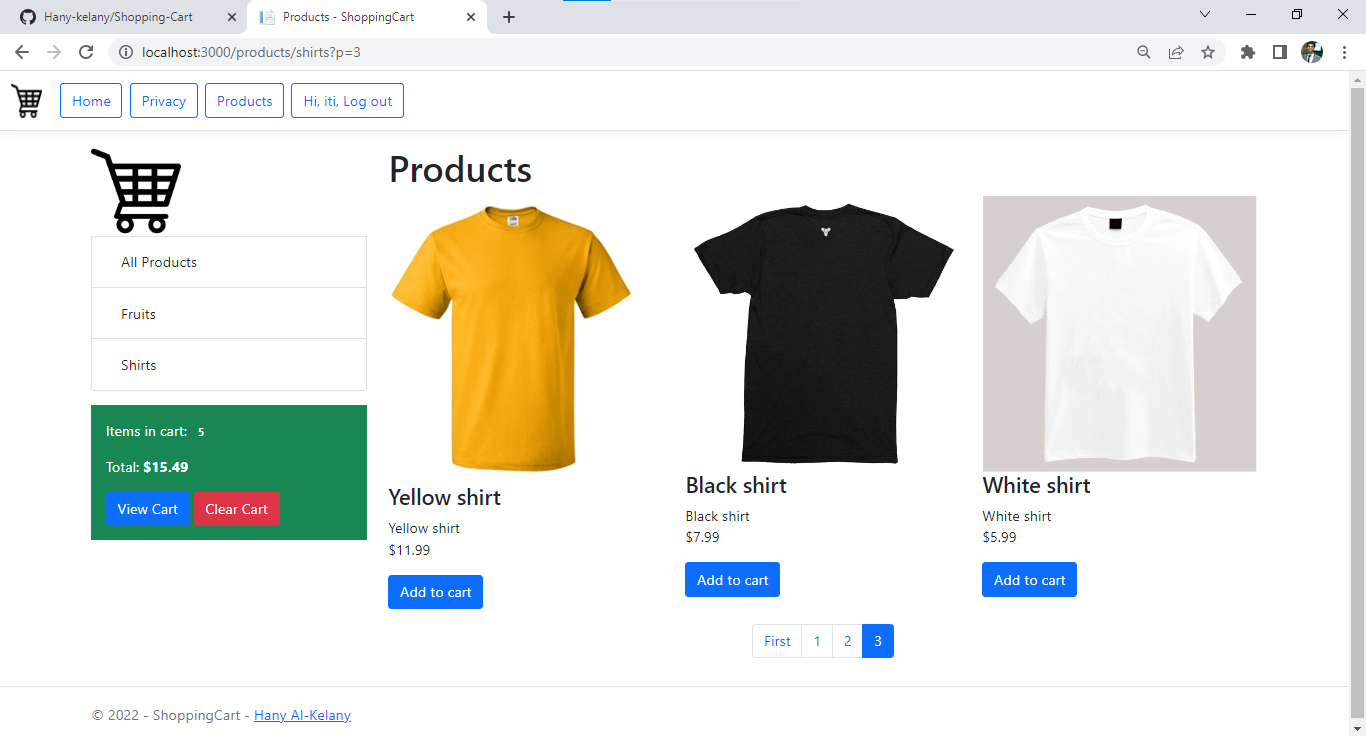 Hany-kelany/Shopping-Cart
Products - ShoppingCart
localhost:3000/products/shirts?p=3
Home
Privacy
Products
Hi, iti, Log out
Products
All Products
Fruits
Shirts
Items in cart: 5
Total: $15.49
View Cart
Clear Cart
Yellow shirt
Yellow shirt
$11.99
Add to cart
Black shirt
Black shirt
$7.99
Add to cart
White shirt
White shirt
$5.99
Add to cart
First 1 2 3
© 2022 - ShoppingCart - Hany Al-Kelany